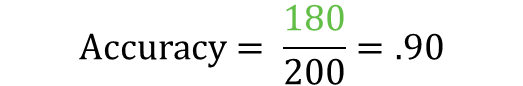 Accuracy = 180/200 = .90